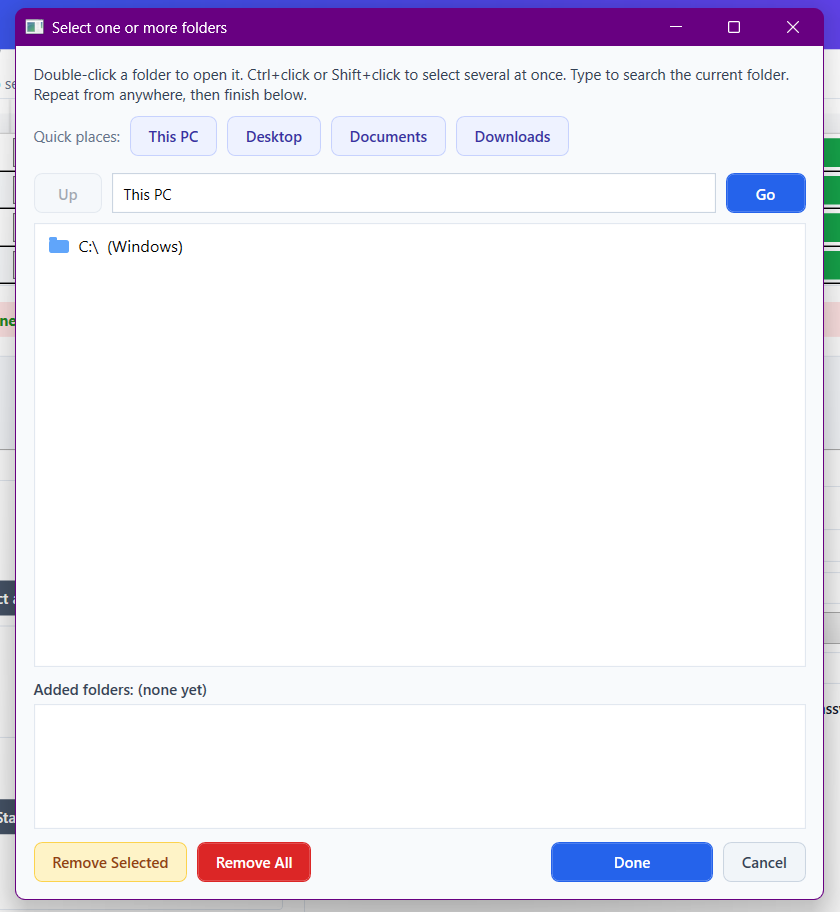 Select one or more folders
Double-click a folder to open it. Ctrl+click or Shift+click to select several at once. Type to search the current folder.
Repeat from anywhere, then finish below.
Quick places: This PC Desktop Documents Downloads
Up This PC Go
C:\ (Windows)
Added folders: (none yet)
Remove Selected Remove All Done Cancel